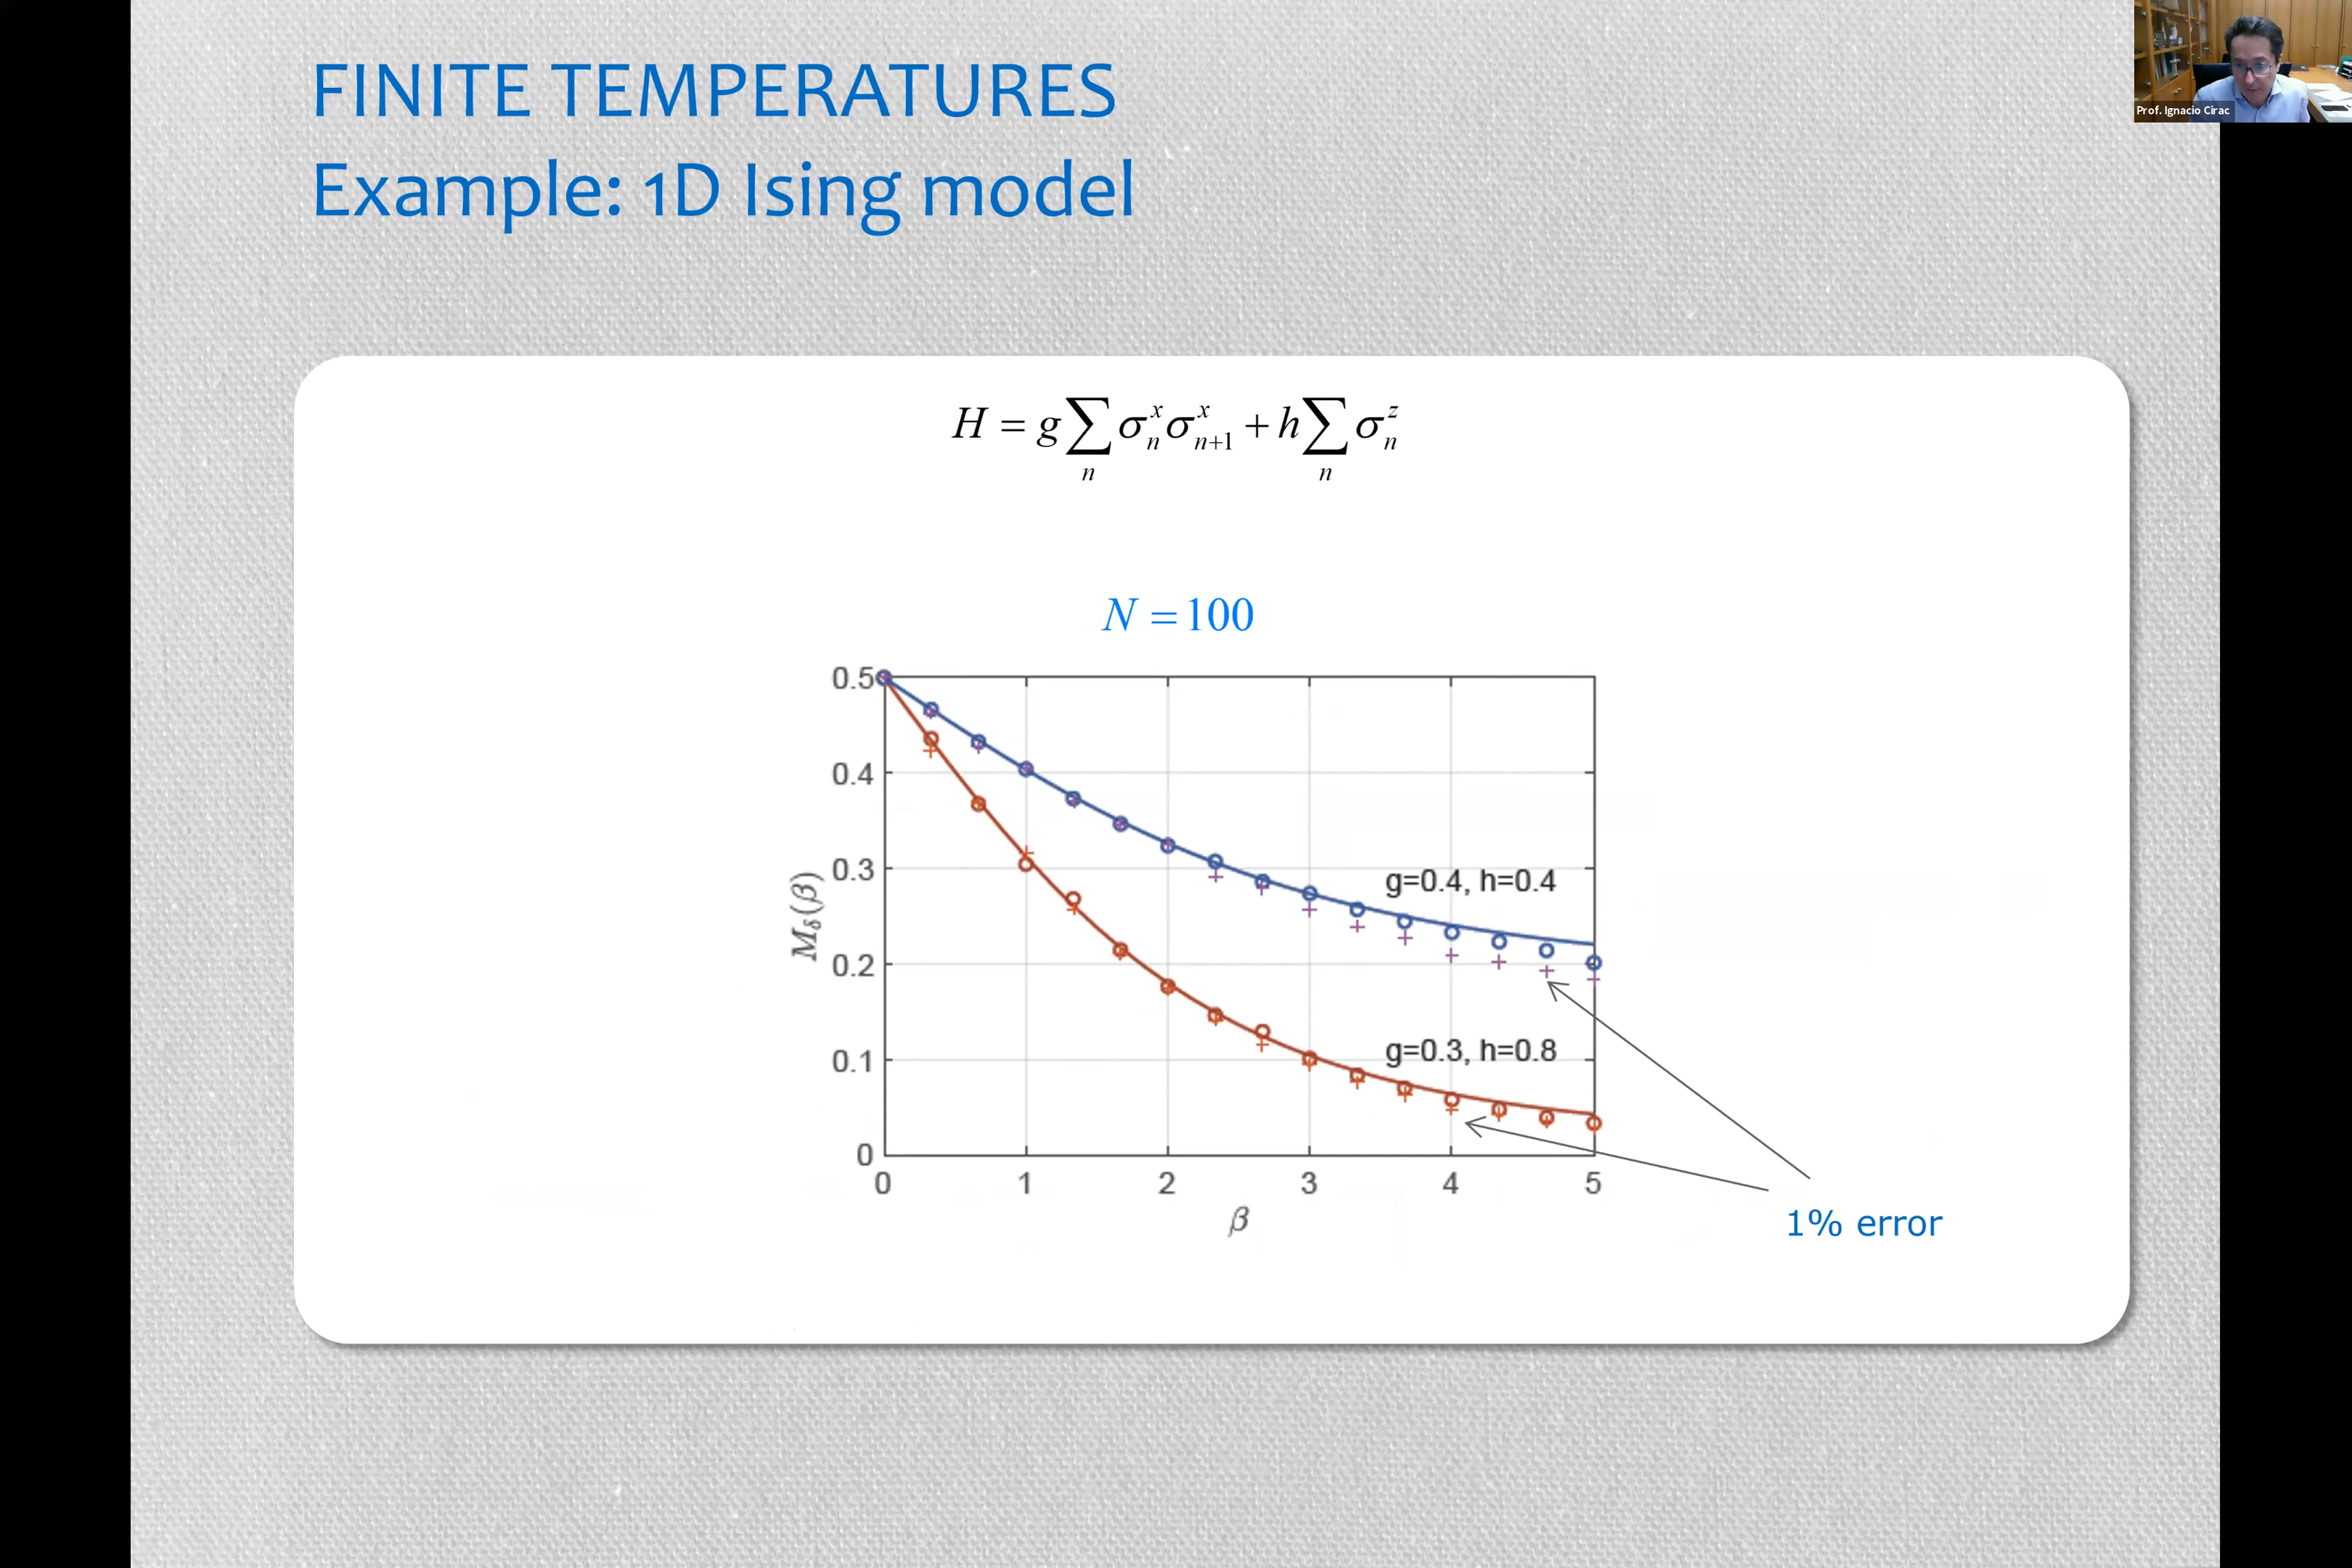 FINITE TEMPERATURES
Example: 1D Ising model
Prof. Ignacio Cirac
H = g∑ₙ σₙˣσₙ₊₁ˣ + h∑ₙ σₙᶻ
N = 100
0.5
0.4
0.3
0.2
0.1
0
M_δ(β)
g=0.4, h=0.4
g=0.3, h=0.8
0 1 2 3 4 5
β
1% error